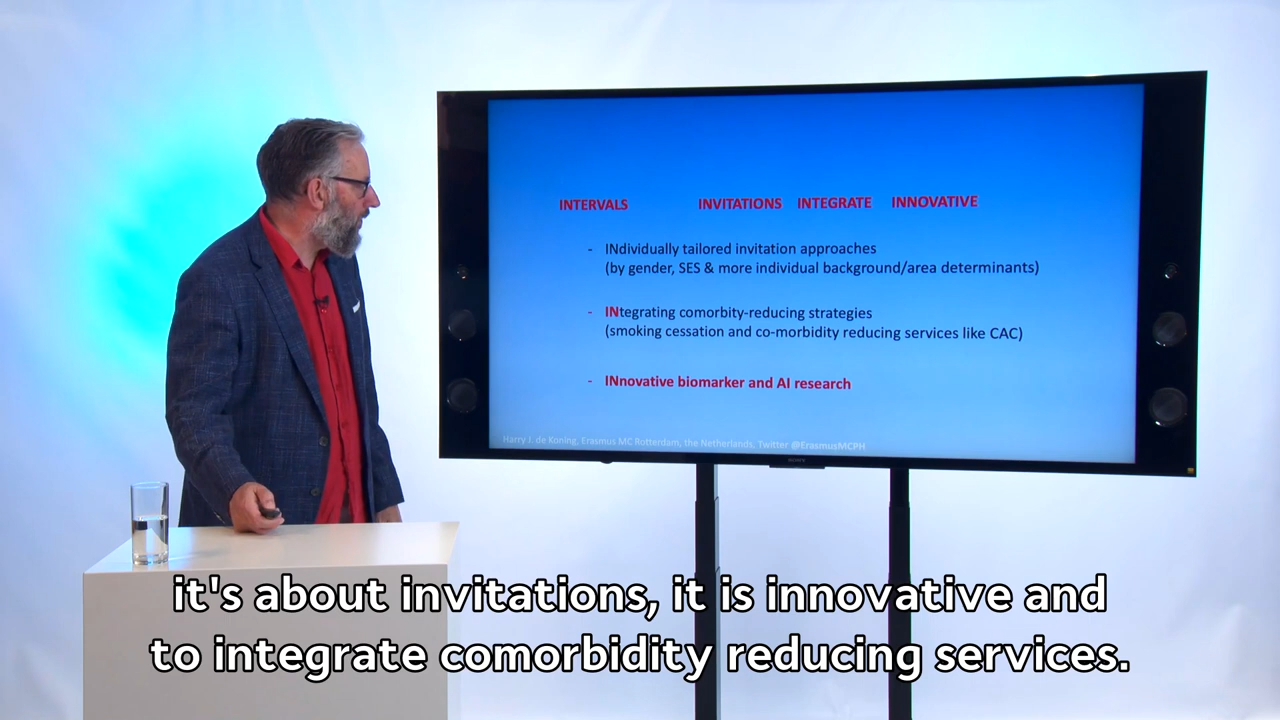 INTERVALS INVITATIONS INTEGRATE INNOVATIVE
- INdividually tailored invitation approaches
(by gender, SES & more individual background/area determinants)
- INtegrating comorbity-reducing strategies
(smoking cessation and co-morbidity reducing services like CAC)
- INnovative biomarker and AI research
Harry J. de Koning, Erasmus MC Rotterdam, the Netherlands, Twitter @ErasmusMCPH
SONY
it's about invitations, it is innovative and
to integrate comorbidity reducing services.